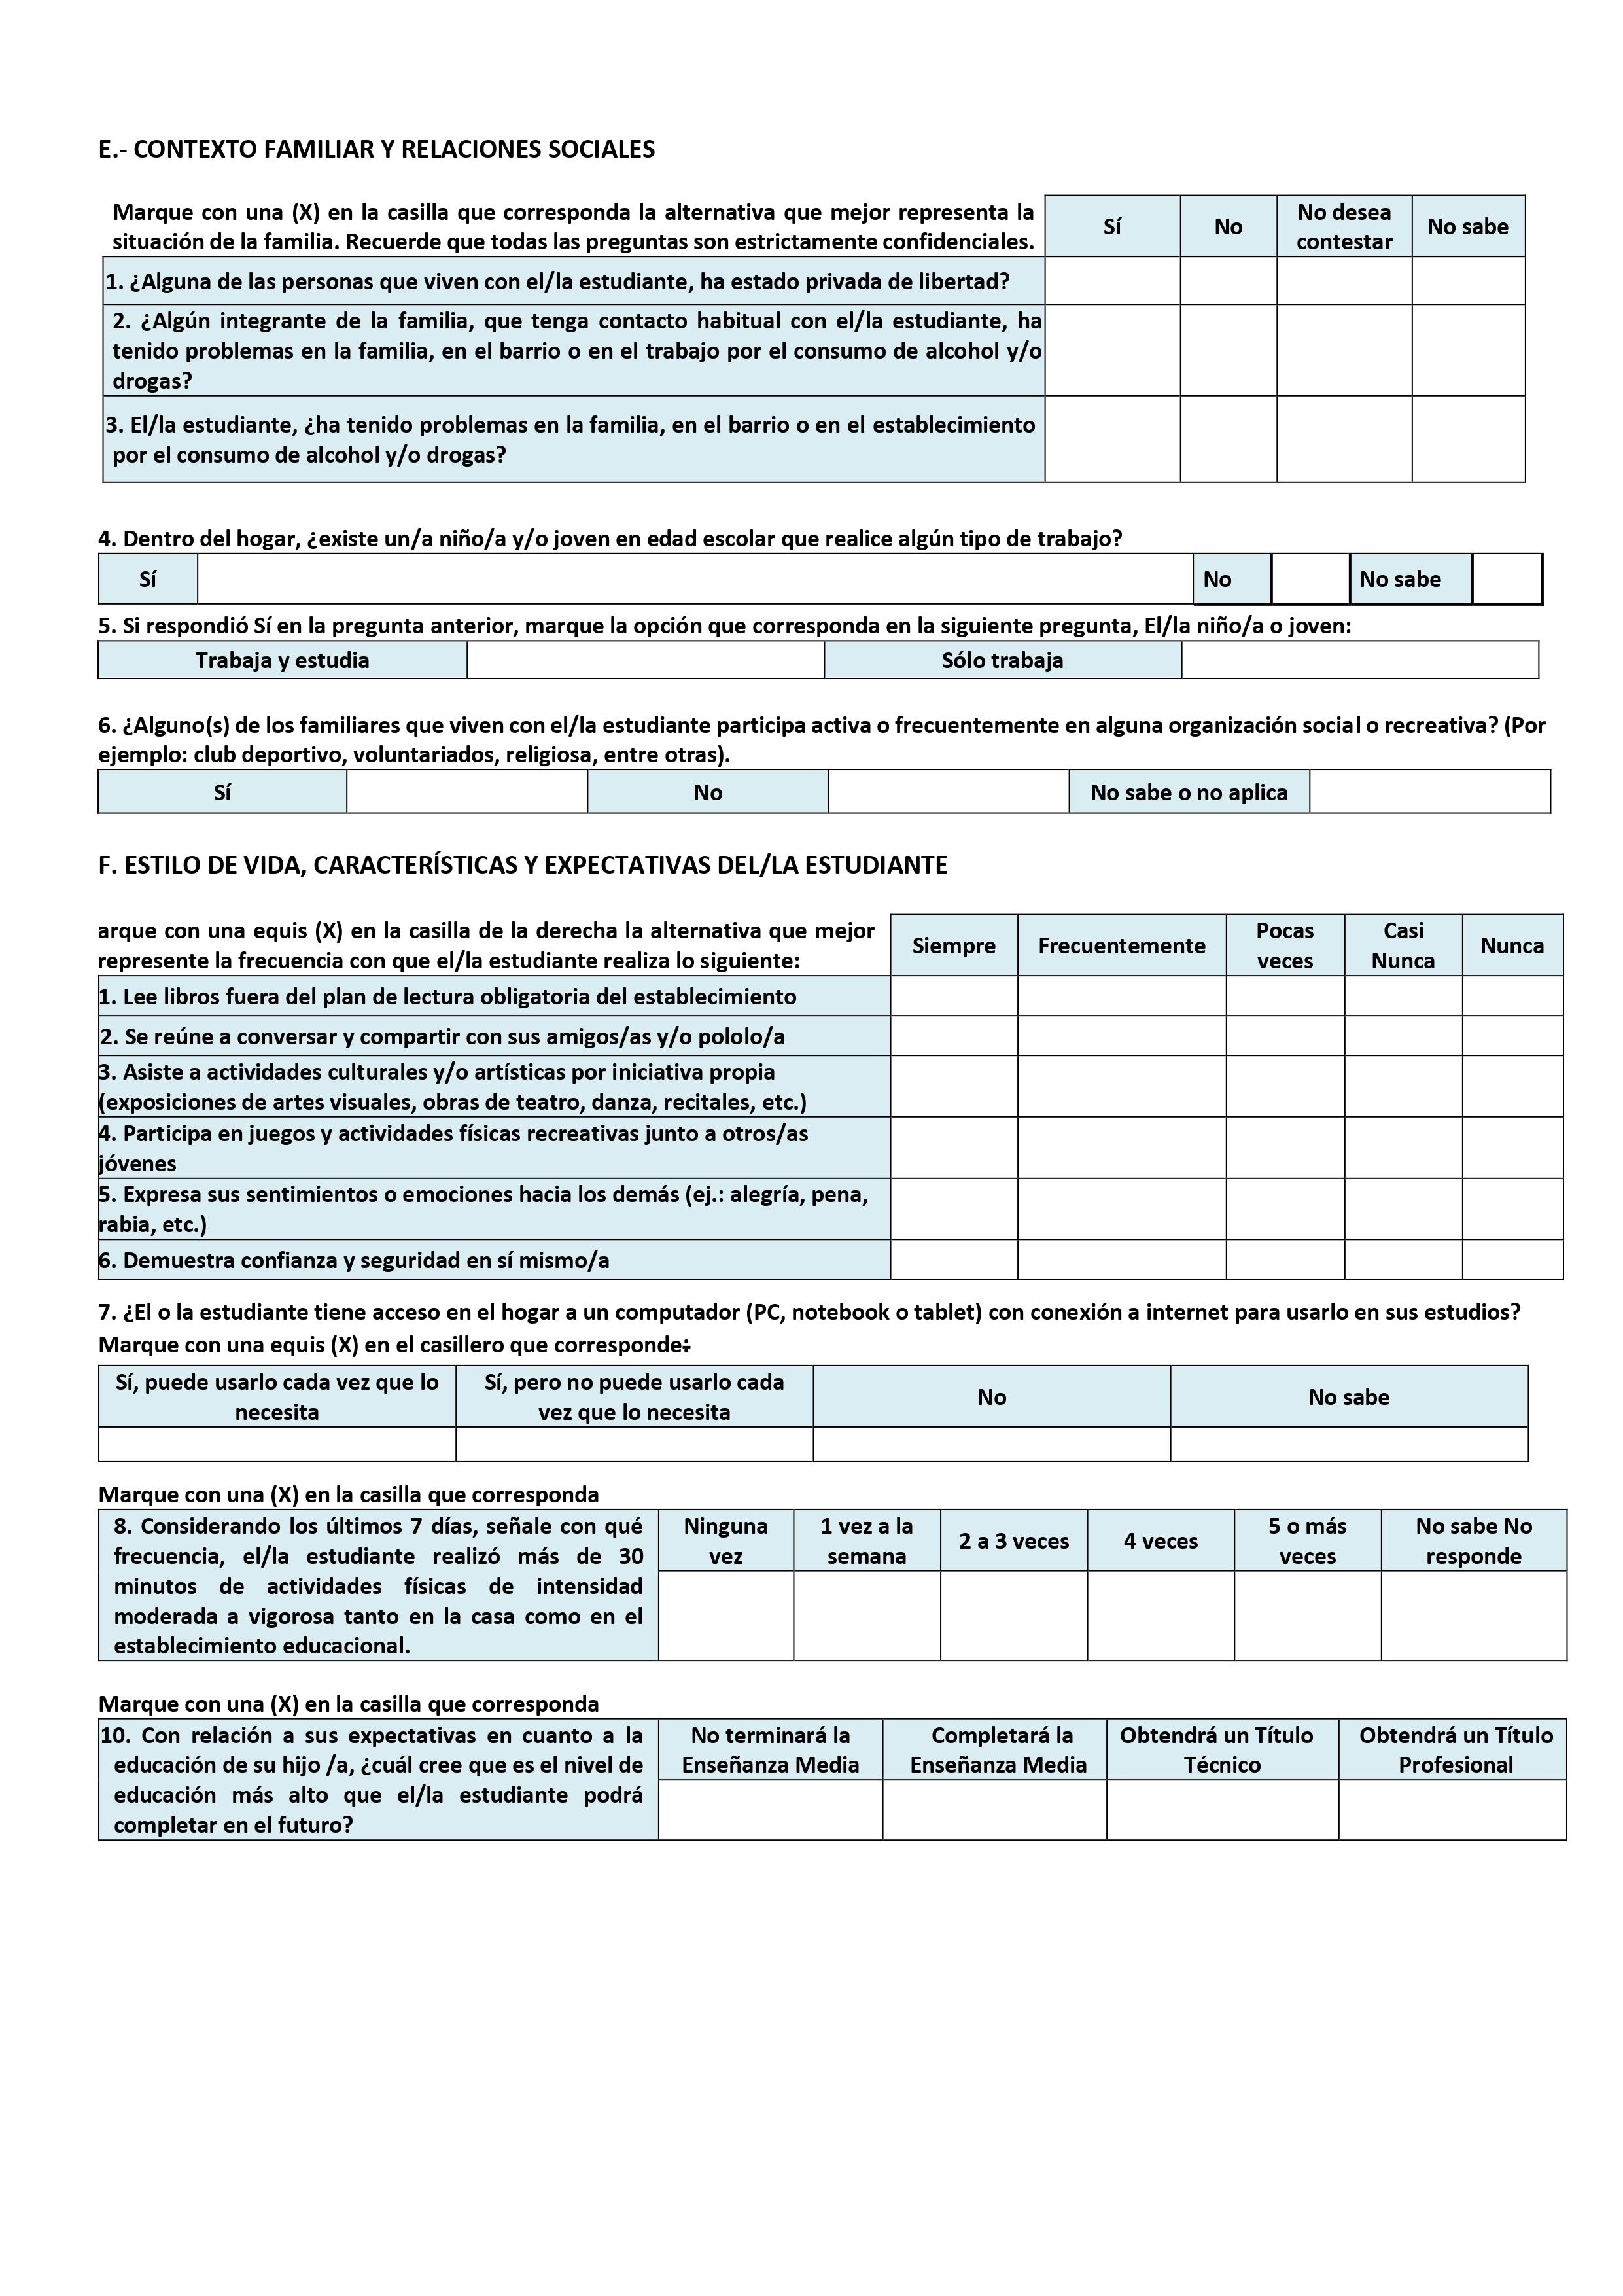 E.- CONTEXTO FAMILIAR Y RELACIONES SOCIALES
Marque con una (X) en la casilla que corresponda la alternativa que mejor representa la
situación de la familia. Recuerde que todas las preguntas son estrictamente confidenciales.
Sí
No
No desea
contestar
No sabe
1. ¿Alguna de las personas que viven con el/la estudiante, ha estado privada de libertad?
2. ¿Algún integrante de la familia, que tenga contacto habitual con el/la estudiante, ha
tenido problemas en la familia, en el barrio o en el trabajo por el consumo de alcohol y/o
drogas?
3. El/la estudiante, ¿ha tenido problemas en la familia, en el barrio o en el establecimiento
por el consumo de alcohol y/o drogas?
4. Dentro del hogar, ¿existe un/a niño/a y/o joven en edad escolar que realice algún tipo de trabajo?
Sí
No
No sabe
5. Si respondió Sí en la pregunta anterior, marque la opción que corresponda en la siguiente pregunta, El/la niño/a o joven:
Trabaja y estudia
Sólo trabaja
6. ¿Alguno(s) de los familiares que viven con el/la estudiante participa activa o frecuentemente en alguna organización social o recreativa? (Por
ejemplo: club deportivo, voluntariados, religiosa, entre otras).
Sí
No
No sabe o no aplica
F. ESTILO DE VIDA, CARACTERÍSTICAS Y EXPECTATIVAS DEL/LA ESTUDIANTE
arque con una equis (X) en la casilla de la derecha la alternativa que mejor
represente la frecuencia con que el/la estudiante realiza lo siguiente:
Siempre
Frecuentemente
Pocas
veces
Casi
Nunca
Nunca
1. Lee libros fuera del plan de lectura obligatoria del establecimiento
2. Se reúne a conversar y compartir con sus amigos/as y/o pololo/a
3. Asiste a actividades culturales y/o artísticas por iniciativa propia
(exposiciones de artes visuales, obras de teatro, danza, recitales, etc.)
4. Participa en juegos y actividades físicas recreativas junto a otros/as
jóvenes
5. Expresa sus sentimientos o emociones hacia los demás (ej.: alegría, pena,
rabia, etc.)
6. Demuestra confianza y seguridad en sí mismo/a
7. ¿El o la estudiante tiene acceso en el hogar a un computador (PC, notebook o tablet) con conexión a internet para usarlo en sus estudios?
Marque con una equis (X) en el casillero que corresponde:
Sí, puede usarlo cada vez que lo
necesita
Sí, pero no puede usarlo cada
vez que lo necesita
No
No sabe
Marque con una (X) en la casilla que corresponda
8. Considerando los últimos 7 días, señale con qué
frecuencia, el/la estudiante realizó más de 30
minutos de actividades físicas de intensidad
moderada a vigorosa tanto en la casa como en el
establecimiento educacional.
Ninguna
vez
1 vez a la
semana
2 a 3 veces
4 veces
5 o más
veces
No sabe No
responde
Marque con una (X) en la casilla que corresponda
10. Con relación a sus expectativas en cuanto a la
educación de su hijo /a, ¿cuál cree que es el nivel de
educación más alto que el/la estudiante podrá
completar en el futuro?
No terminará la
Enseñanza Media
Completará la
Enseñanza Media
Obtendrá un Título
Técnico
Obtendrá un Título
Profesional